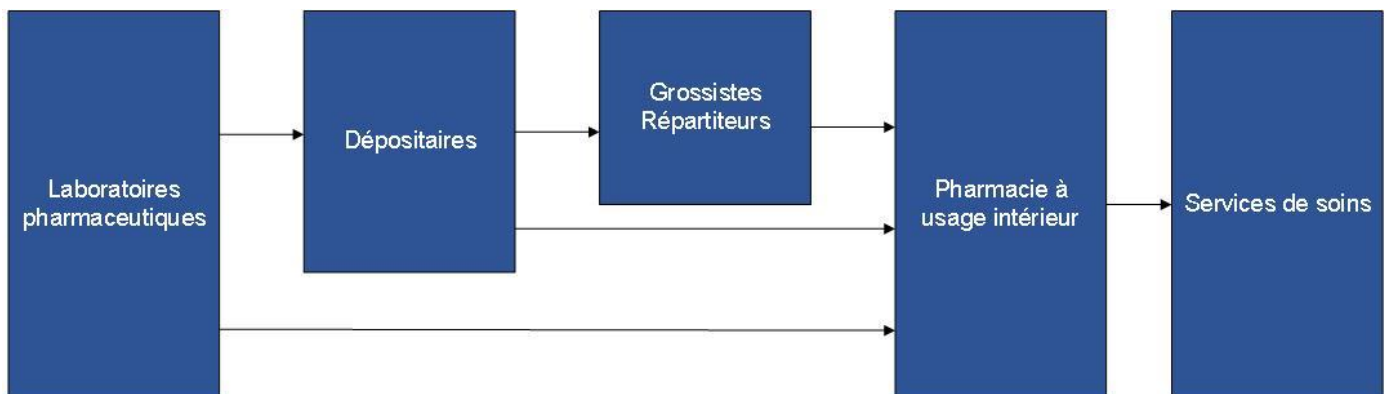 Laboratoires
pharmaceutiques
Dépositaires
Grossistes
Répartiteurs
Pharmacie à
usage intérieur
Services de soins